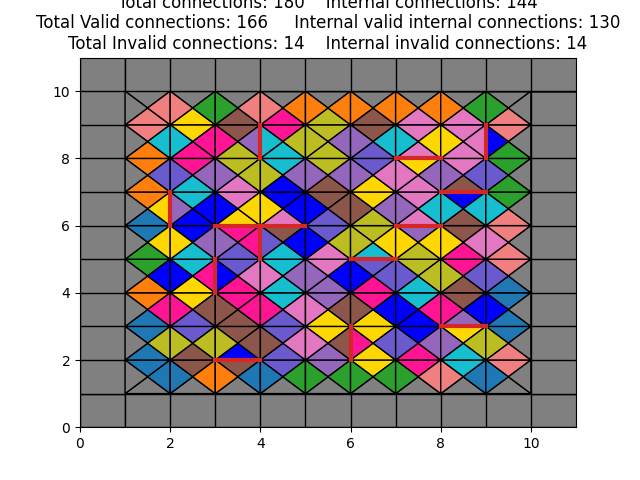 Total connections: 180 Internal connections: 144
Total Valid connections: 166 Internal valid internal connections: 130
Total Invalid connections: 14 Internal invalid connections: 14
10
8
6
4
2
0
0 2 4 6 8 10